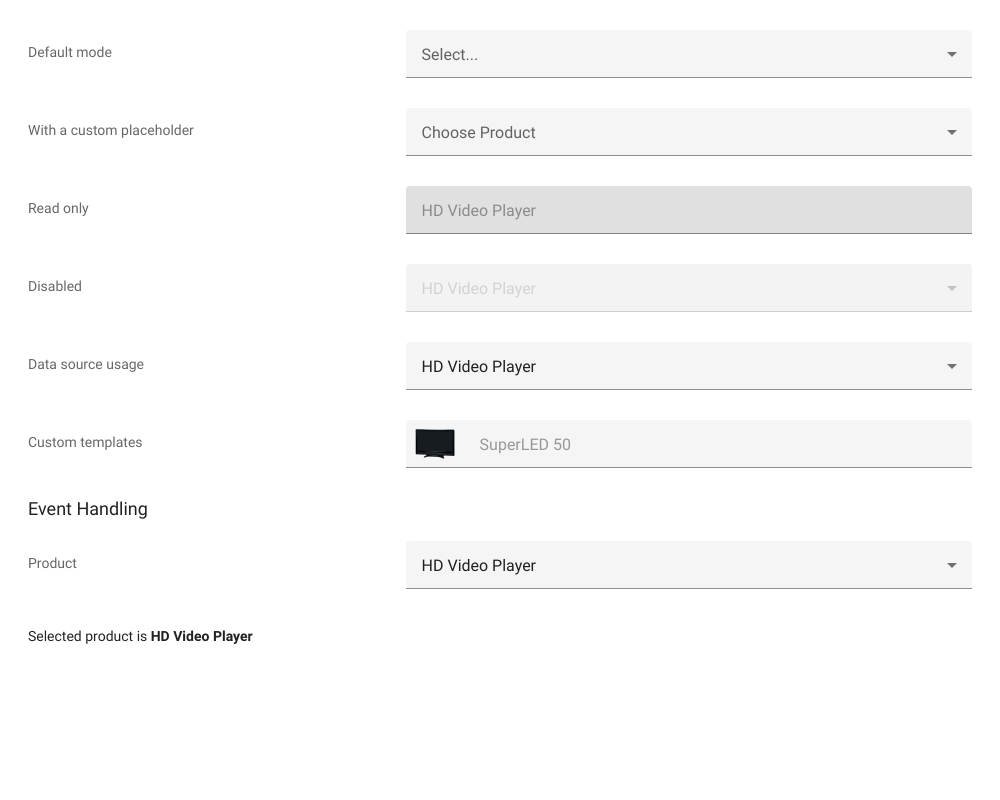 Default mode
Select...
With a custom placeholder
Choose Product
Read only
HD Video Player
Disabled
HD Video Player
Data source usage
HD Video Player
Custom templates
SuperLED 50
Event Handling
Product
HD Video Player
Selected product is HD Video Player